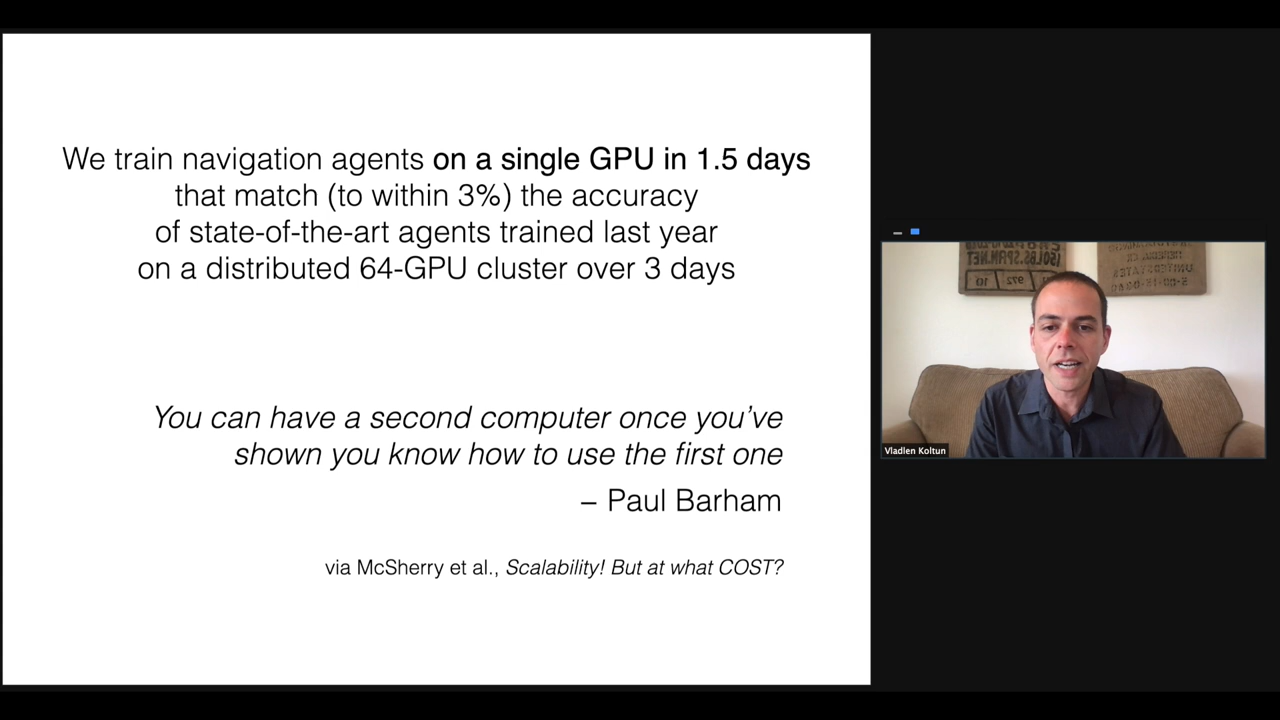 We train navigation agents on a single GPU in 1.5 days
that match (to within 3%) the accuracy
of state-of-the-art agents trained last year
on a distributed 64-GPU cluster over 3 days
You can have a second computer once you’ve
shown you know how to use the first one
– Paul Barham
via McSherry et al., Scalability! But at what COST?
Vladlen Koltun